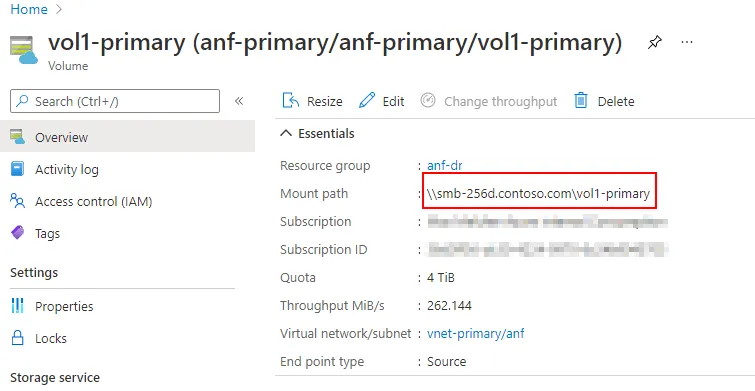 vol1-primary (anf-primary/anf-primary/vol1-primary)
Volume
Search (Ctrl+/)
Overview
Activity log
Access control (IAM)
Tags
Settings
Properties
Locks
Storage service
Resize Edit Change throughput Delete
Essentials
Resource group : anf-dr
Mount path : \\smb-256d.contoso.com\vol1-primary
Subscription :
Subscription ID :
Quota : 4 TiB
Throughput MiB/s : 262.144
Virtual network/subnet : vnet-primary/anf
End point type : Source